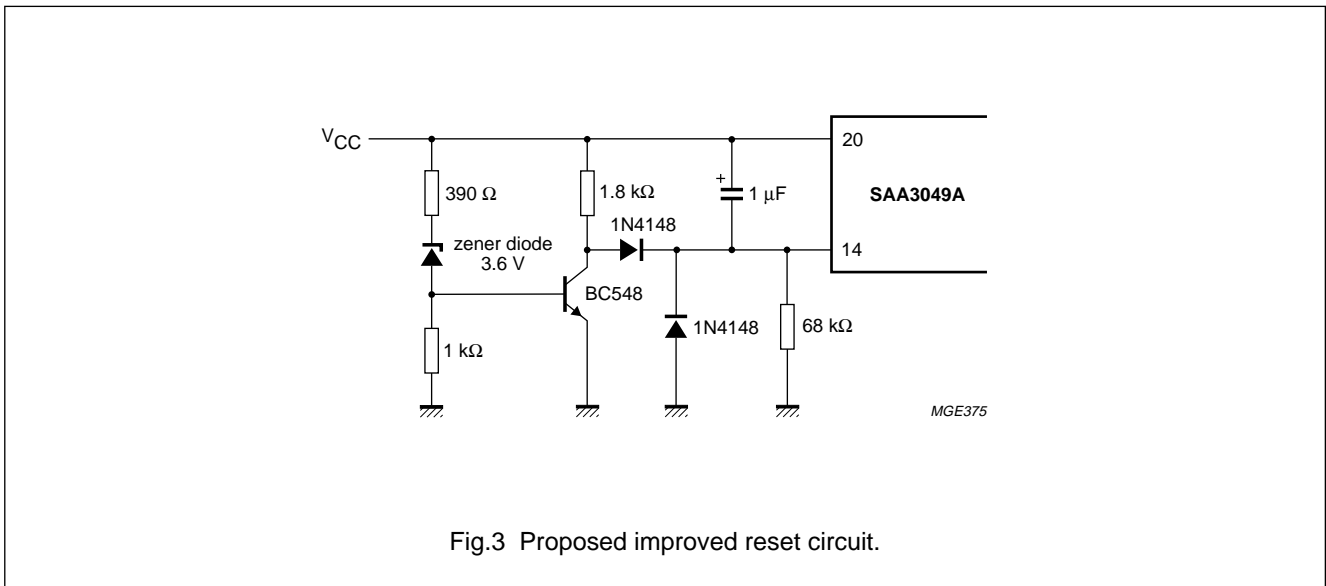 VCC
20
390 Ω
1.8 kΩ
+
1 μF
SAA3049A
1N4148
zener diode
3.6 V
14
BC548
1N4148
68 kΩ
1 kΩ
MGE375
Fig.3 Proposed improved reset circuit.